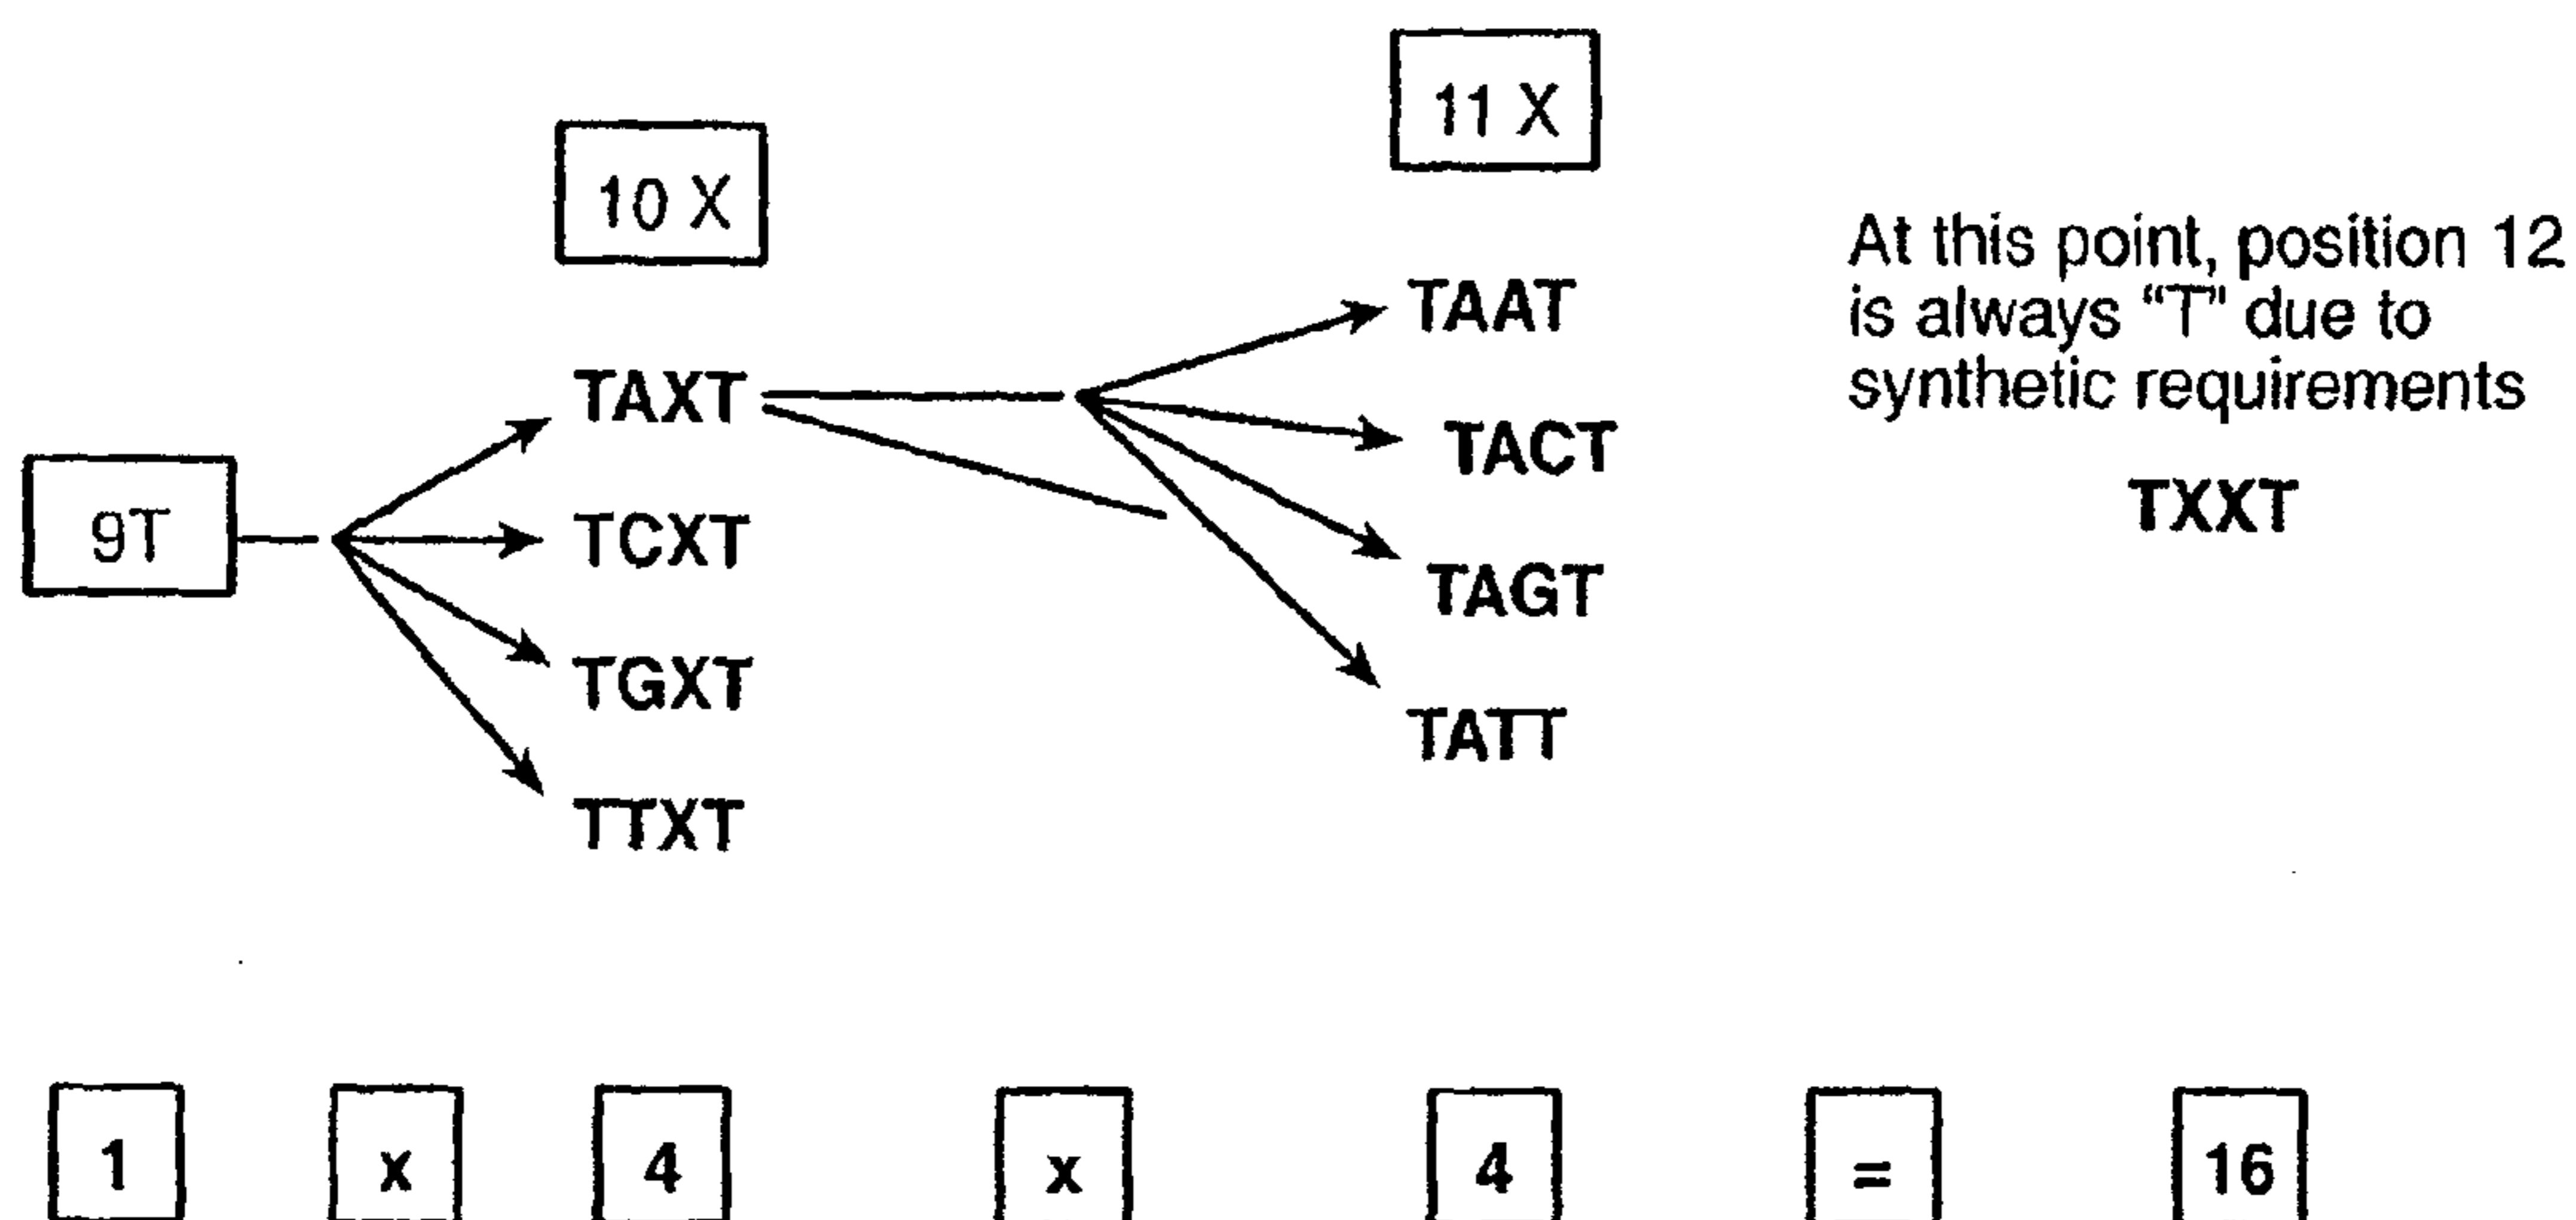 11 X
10 X
At this point, position 12
is always “T” due to
synthetic requirements
TAAT
TAXT
TACT
TXXT
9T
TCXT
TAGT
TGXT
TATT
TTXT
1 x 4 x 4 = 16